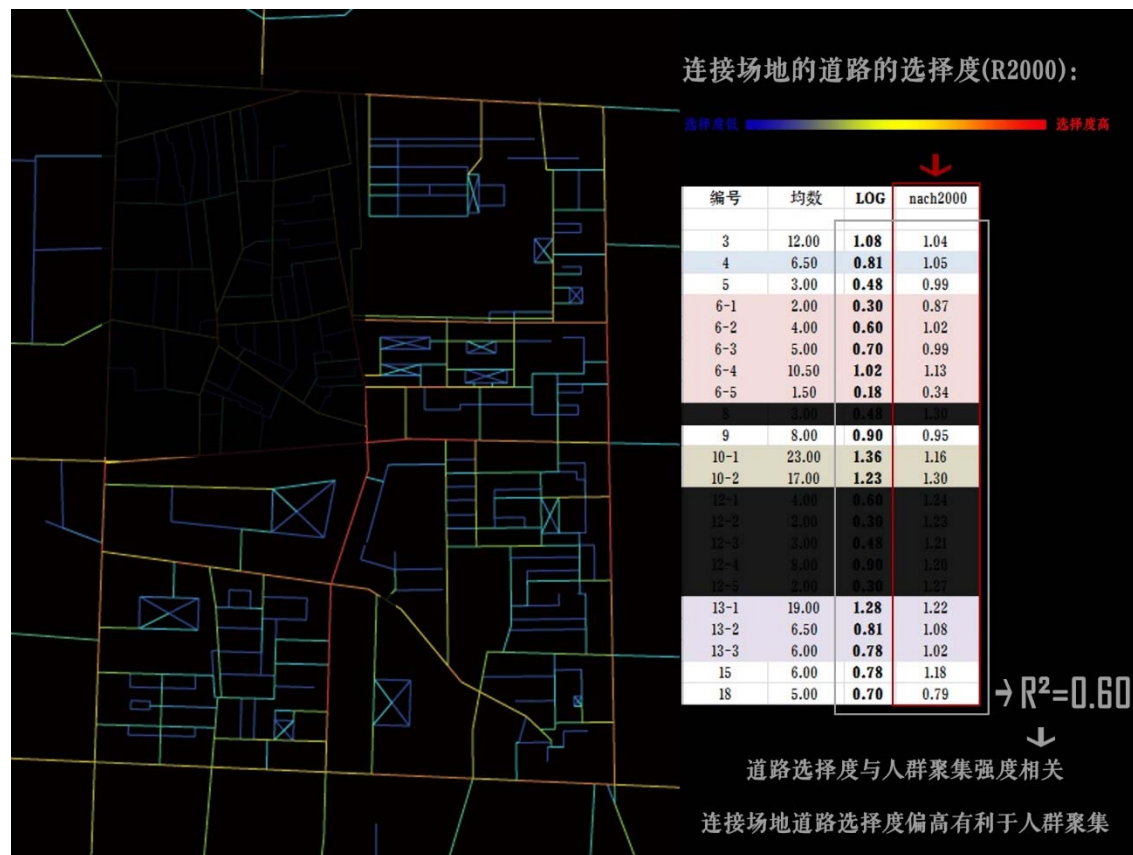 连接场地的道路的选择度(R2000):
选择度低 选择度高
编号 均数 LOG nach2000
3 12.00 1.08 1.04
4 6.50 0.81 1.05
5 3.00 0.48 0.99
6-1 2.00 0.30 0.87
6-2 4.00 0.60 1.02
6-3 5.00 0.70 0.99
6-4 10.50 1.02 1.13
6-5 1.50 0.18 0.34
8 3.00 0.48 1.30
9 8.00 0.90 0.95
10-1 23.00 1.36 1.16
10-2 17.00 1.23 1.30
12-1 4.00 0.60 1.24
12-2 2.00 0.30 1.23
12-3 3.00 0.48 1.21
12-4 8.00 0.90 1.20
12-5 2.00 0.30 1.27
13-1 19.00 1.28 1.22
13-2 6.50 0.81 1.08
13-3 6.00 0.78 1.02
15 6.00 0.78 1.18
18 5.00 0.70 0.79
→ R²=0.60
道路选择度与人群聚集强度相关
连接场地道路选择度偏高有利于人群聚集